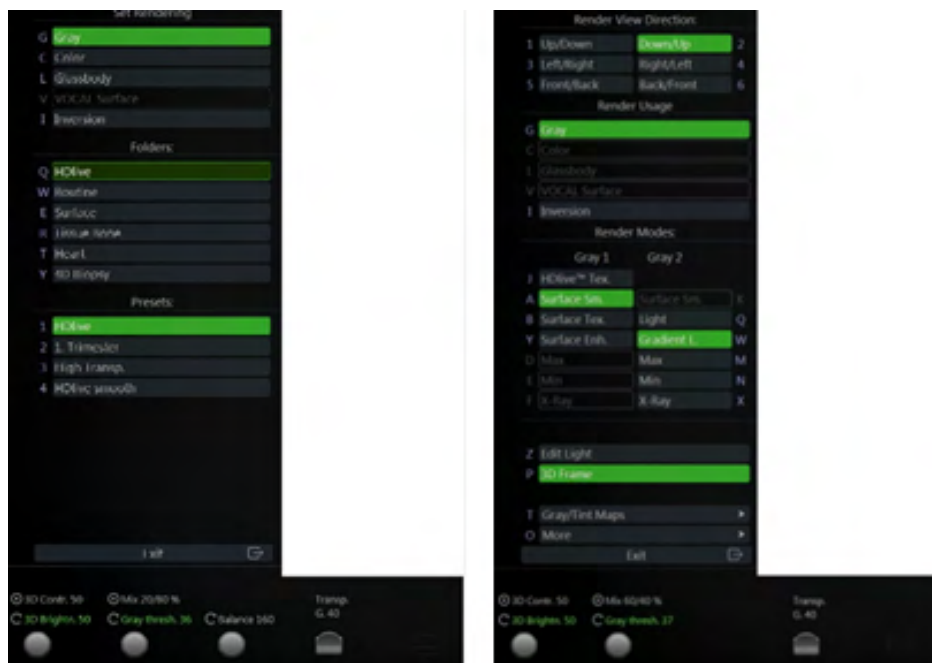 Set Rendering
G Gray
C Color
L Glassbody
V VOCAL Surface
I Inversion
Folders:
Q HDlive
W Routine
E Surface
R Tissue Bone
T Heart
Y 4D Biopsy
Presets:
1 HDlive
2 1. Trimester
3 High Transp.
4 HDlive smooth
Exit
3D Contr. 50 Mix 20/80 % Transp.
3D Brightn. 50 Gray thresh. 36 Balance 160 G. 40
Render View Direction:
1 Up/Down Down/Up 2
3 Left/Right Right/Left 4
5 Front/Back Back/Front 6
Render Usage
G Gray
C Color
L Glassbody
V VOCAL Surface
I Inversion
Render Modes:
Gray 1 Gray 2
J HDlive™ Tex.
A Surface Sm. Surface Sm. K
B Surface Tex. Light Q
Y Surface Enh. Gradient L. W
D Max Max M
E Min Min N
F X-Ray X-Ray X
Z Edit Light
P 3D Frame
T Gray/Tint Maps
O More
Exit
3D Contr. 50 Mix 60/40 % Transp.
3D Brightn. 50 Gray thresh. 37 G. 40